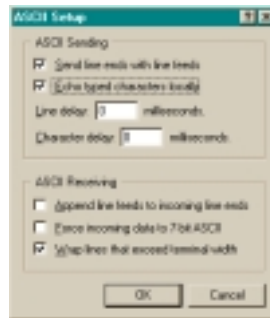 ASCII Setup
ASCII Sending
Send line ends with line feeds
Echo typed characters locally
Line delay: 0 milliseconds.
Character delay: 0 milliseconds.
ASCII Receiving
Append line feeds to incoming line ends
Force incoming data to 7-bit ASCII
Wrap lines that exceed terminal width
OK Cancel